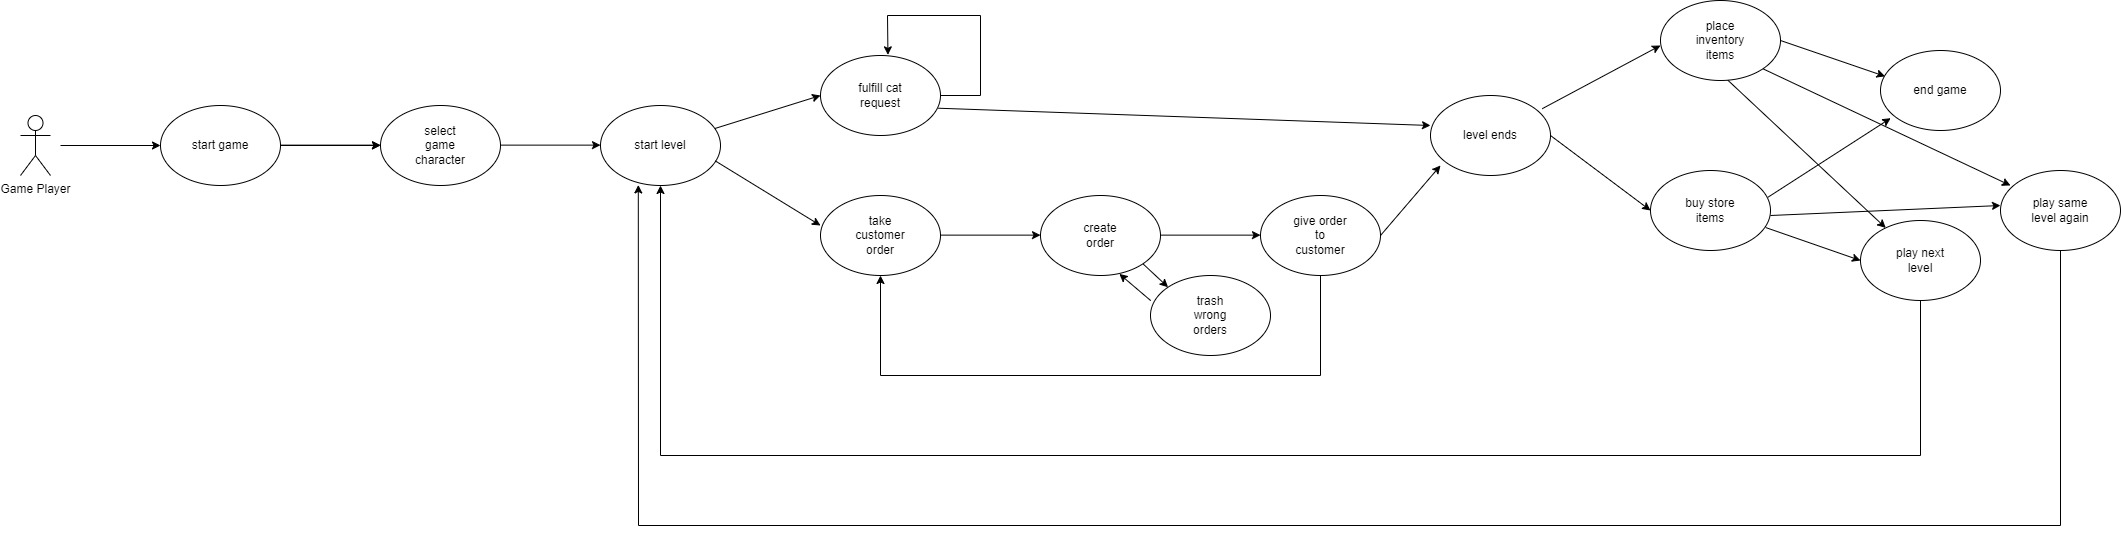 Game Player
start game
select
game
character
start level
fulfill cat
request
take
customer
order
create
order
trash
wrong
orders
give order
to
customer
level ends
place
inventory
items
buy store
items
end game
play next
level
play same
level again